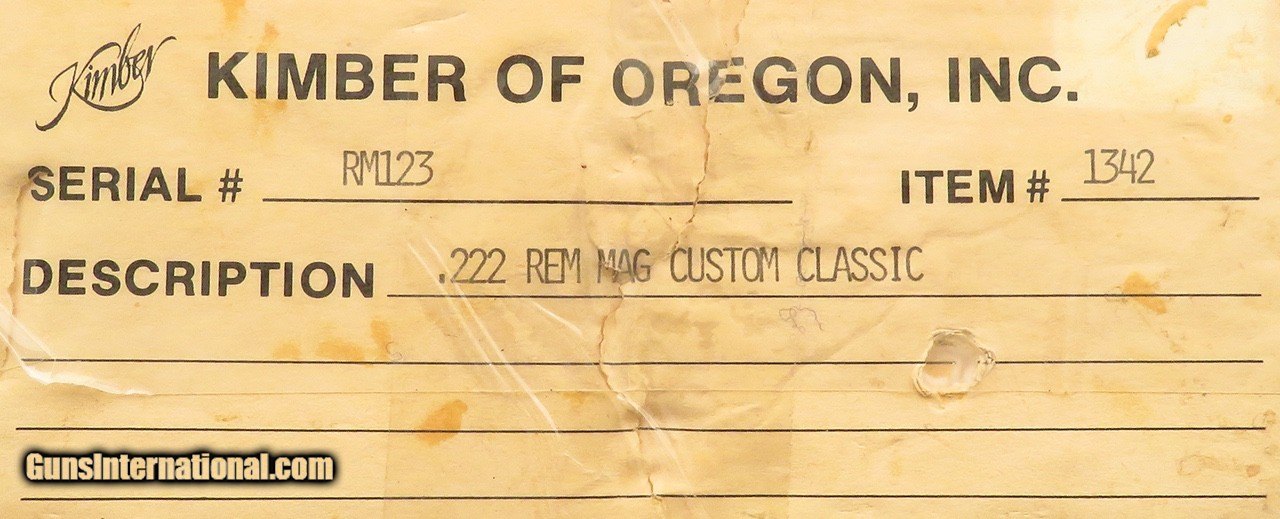 Kimber KIMBER OF OREGON, INC.
SERIAL # RM123 ITEM # 1342
DESCRIPTION .222 REM MAG CUSTOM CLASSIC
GunsInternational.com